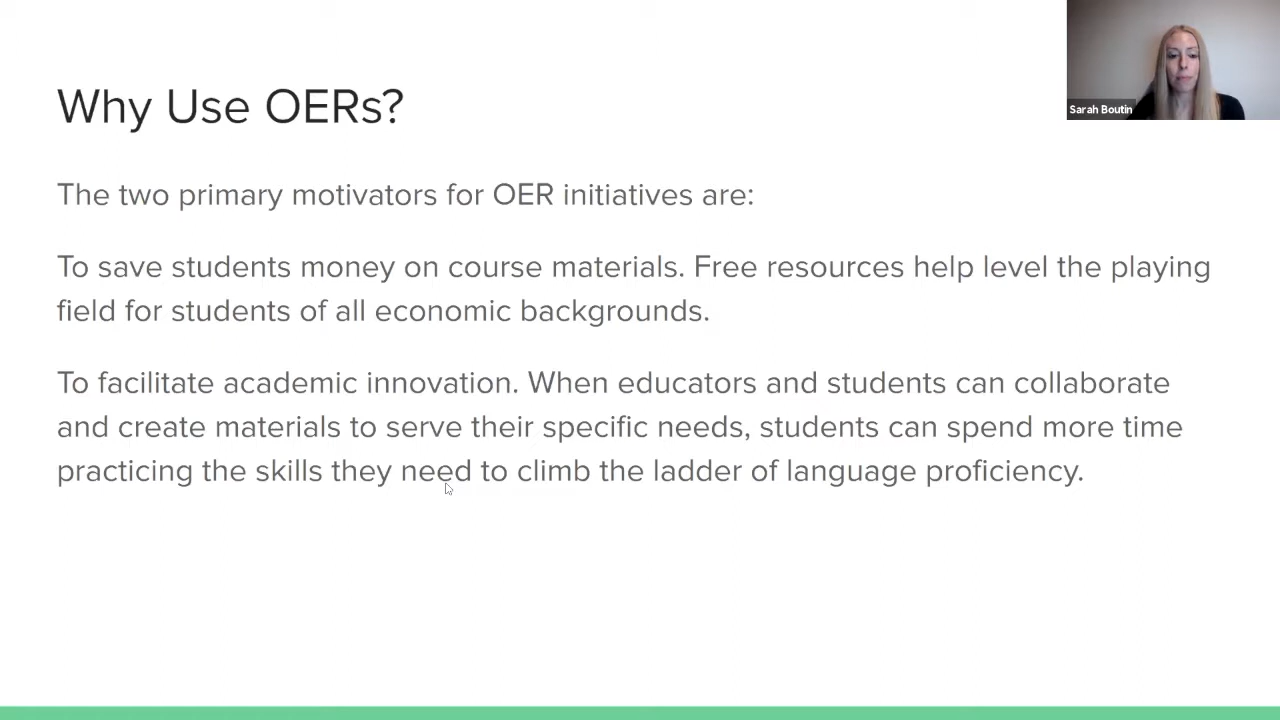 Why Use OERs?
Sarah Boutin
The two primary motivators for OER initiatives are:
To save students money on course materials. Free resources help level the playing
field for students of all economic backgrounds.
To facilitate academic innovation. When educators and students can collaborate
and create materials to serve their specific needs, students can spend more time
practicing the skills they need to climb the ladder of language proficiency.